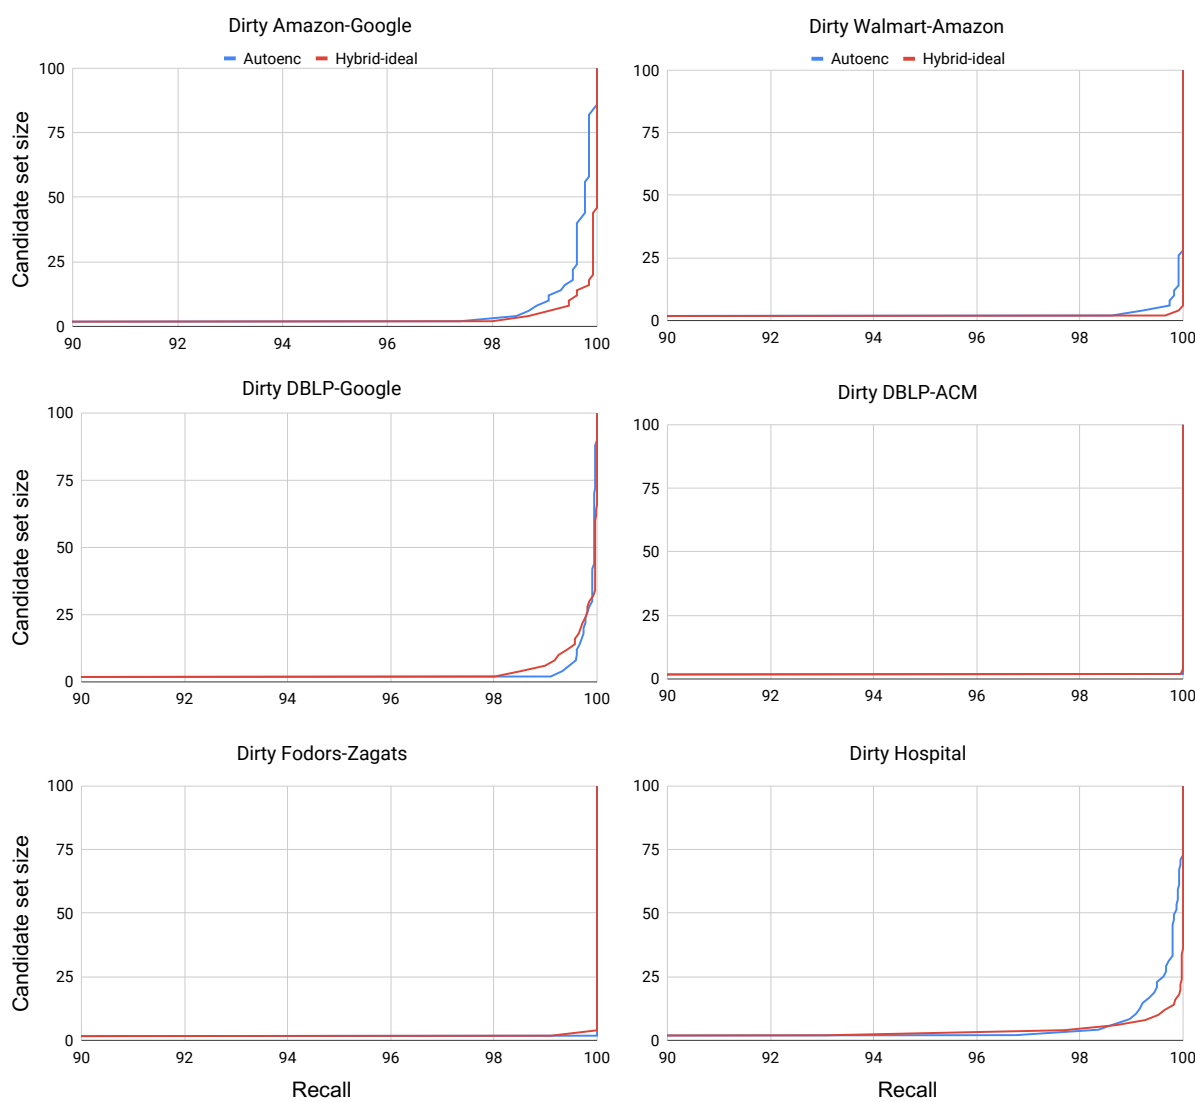 Dirty Amazon-Google
Autoenc Hybrid-ideal
Candidate set size
100
75
50
25
0
90 92 94 96 98 100
Dirty Walmart-Amazon
Autoenc Hybrid-ideal
100
75
50
25
0
90 92 94 96 98 100
Dirty DBLP-Google
Candidate set size
100
75
50
25
0
90 92 94 96 98 100
Dirty DBLP-ACM
100
75
50
25
0
90 92 94 96 98 100
Dirty Fodors-Zagats
Candidate set size
100
75
50
25
0
90 92 94 96 98 100
Recall
Dirty Hospital
100
75
50
25
0
90 92 94 96 98 100
Recall